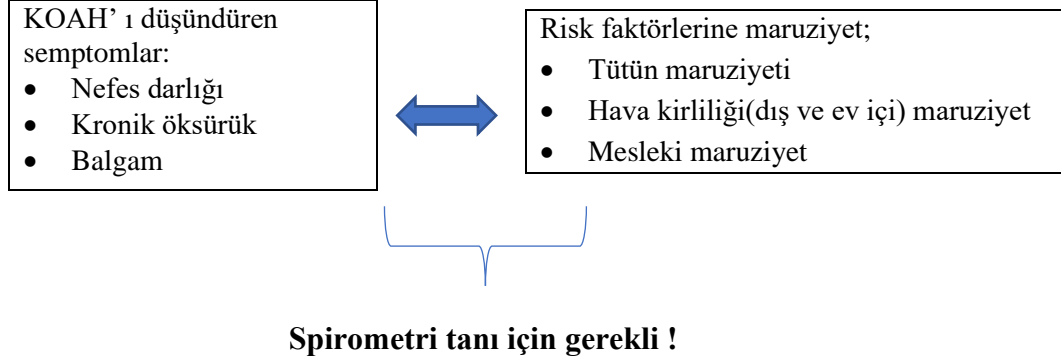 KOAH’ ı düşündüren
semptomlar:
• Nefes darlığı
• Kronik öksürük
• Balgam
Risk faktörlerine maruziyet;
• Tütün maruziyeti
• Hava kirliliği(dış ve ev içi) maruziyet
• Mesleki maruziyet
Spirometri tanı için gerekli !